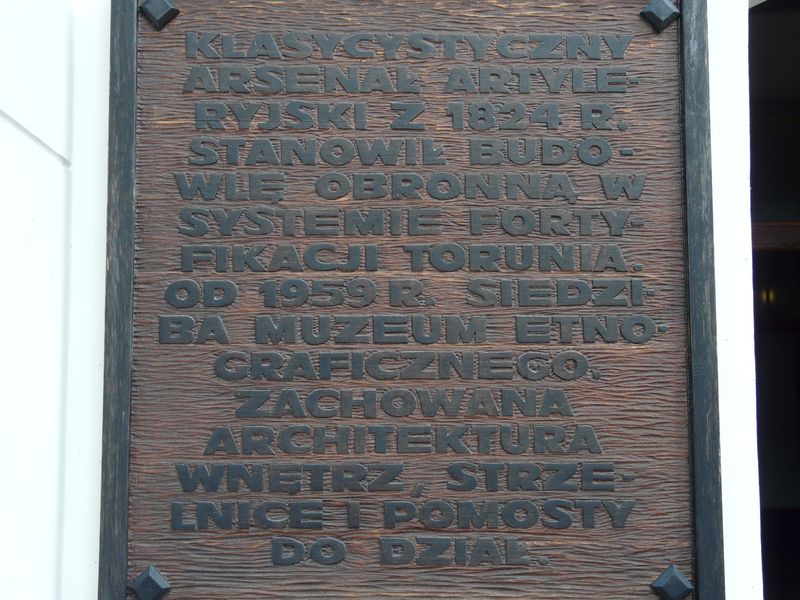 KLASYCYSTYCZNY
ARSENAŁ ARTYLE-
RYJSKI Z 1824 R.
STANOWIŁ BUDO-
WLĘ OBRONNĄ W
SYSTEMIE FORTY-
FIKACJI TORUNIA.
OD 1959 R. SIEDZI-
BA MUZEUM ETNO-
GRAFICZNEGO.
ZACHOWANA
ARCHITEKTURA
WNĘTRZ, STRZE-
LNICE I POMOSTY
DO DZIAŁ.